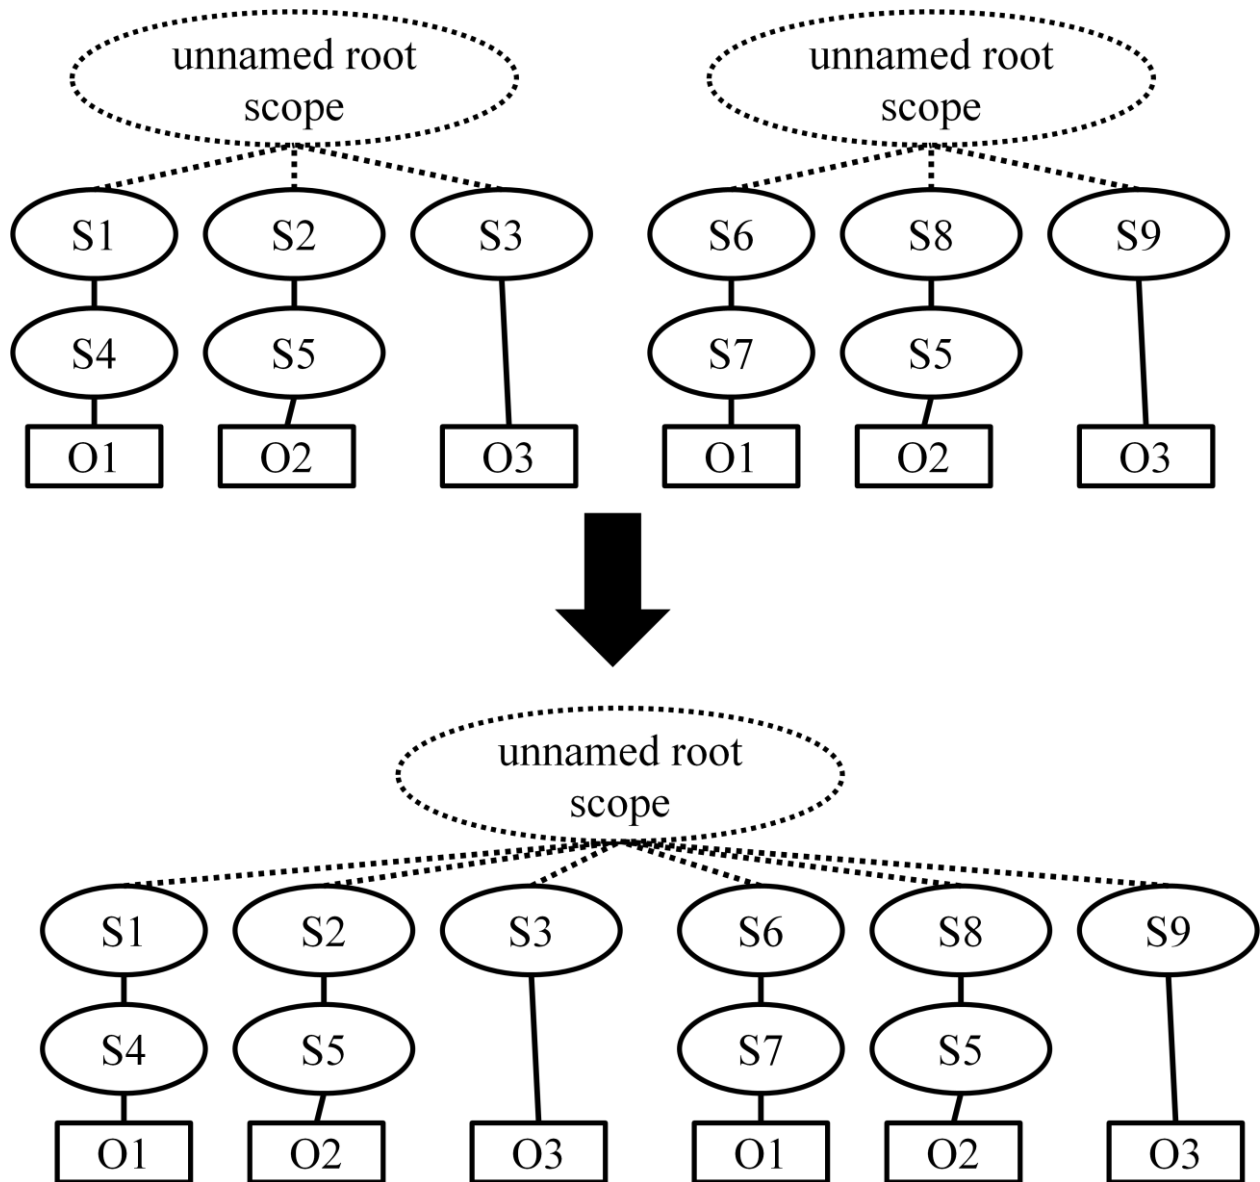 unnamed root
scope
unnamed root
scope
S1 S2 S3 S6 S8 S9
S4 S5 S7 S5
O1 O2 O3 O1 O2 O3
unnamed root
scope
S1 S2 S3 S6 S8 S9
S4 S5 S7 S5
O1 O2 O3 O1 O2 O3